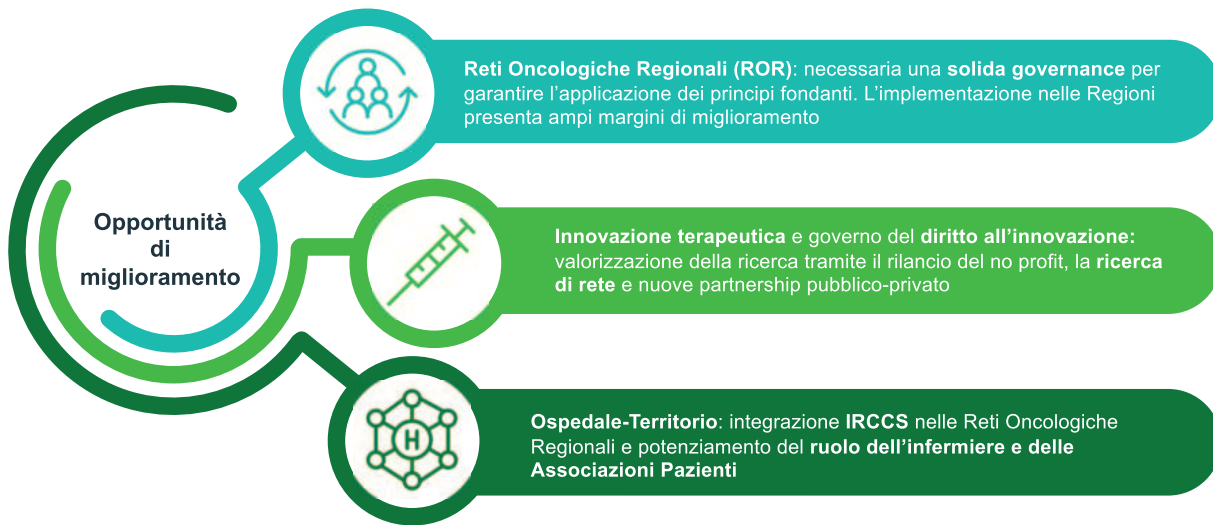 Opportunità
di
miglioramento
Reti Oncologiche Regionali (ROR): necessaria una solida governance per
garantire l’applicazione dei principi fondanti. L’implementazione nelle Regioni
presenta ampi margini di miglioramento
Innovazione terapeutica e governo del diritto all’innovazione:
valorizzazione della ricerca tramite il rilancio del no profit, la ricerca
di rete e nuove partnership pubblico-privato
H
Ospedale-Territorio: integrazione IRCCS nelle Reti Oncologiche
Regionali e potenziamento del ruolo dell’infermiere e delle
Associazioni Pazienti